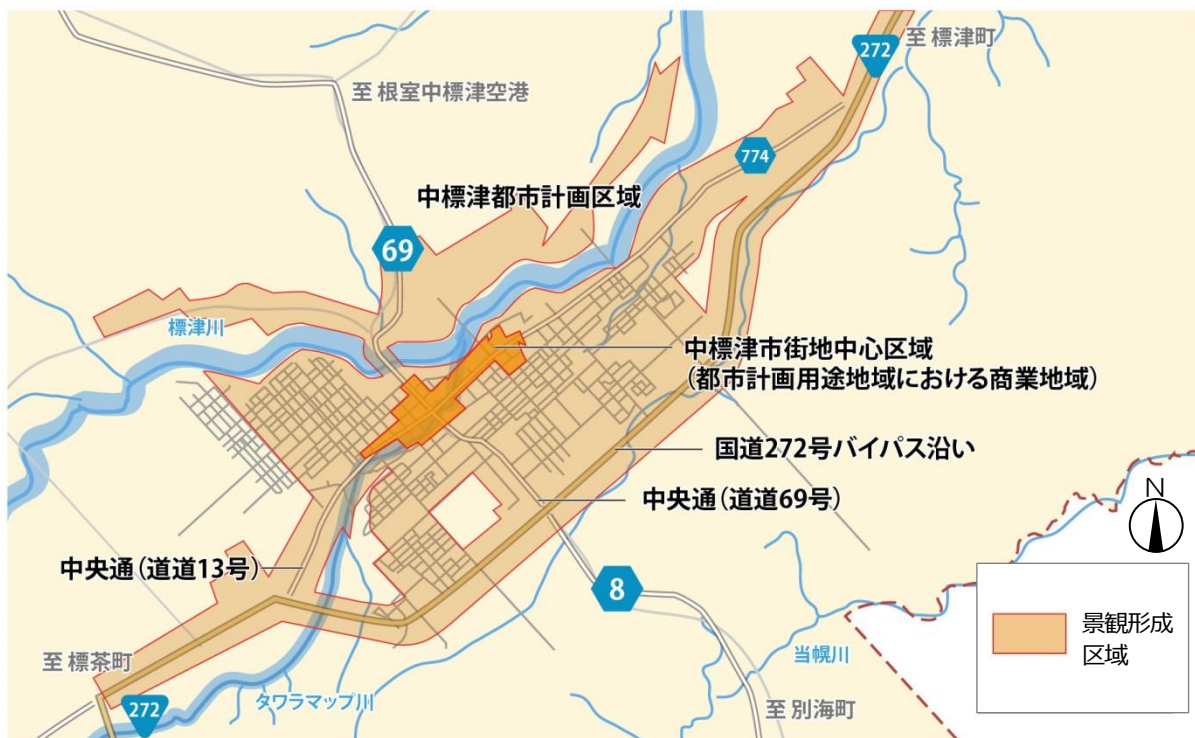 272
至 標津町
至 根室中標津空港
774
中標津都市計画区域
69
標津川
中標津市街地中心区域
(都市計画用途地域における商業地域)
国道272号バイパス沿い
中央通(道道69号)
N
中央通(道道13号)
8
景観形成
区域
至 標茶町
当幌川
タワラマップ川
272
至 別海町